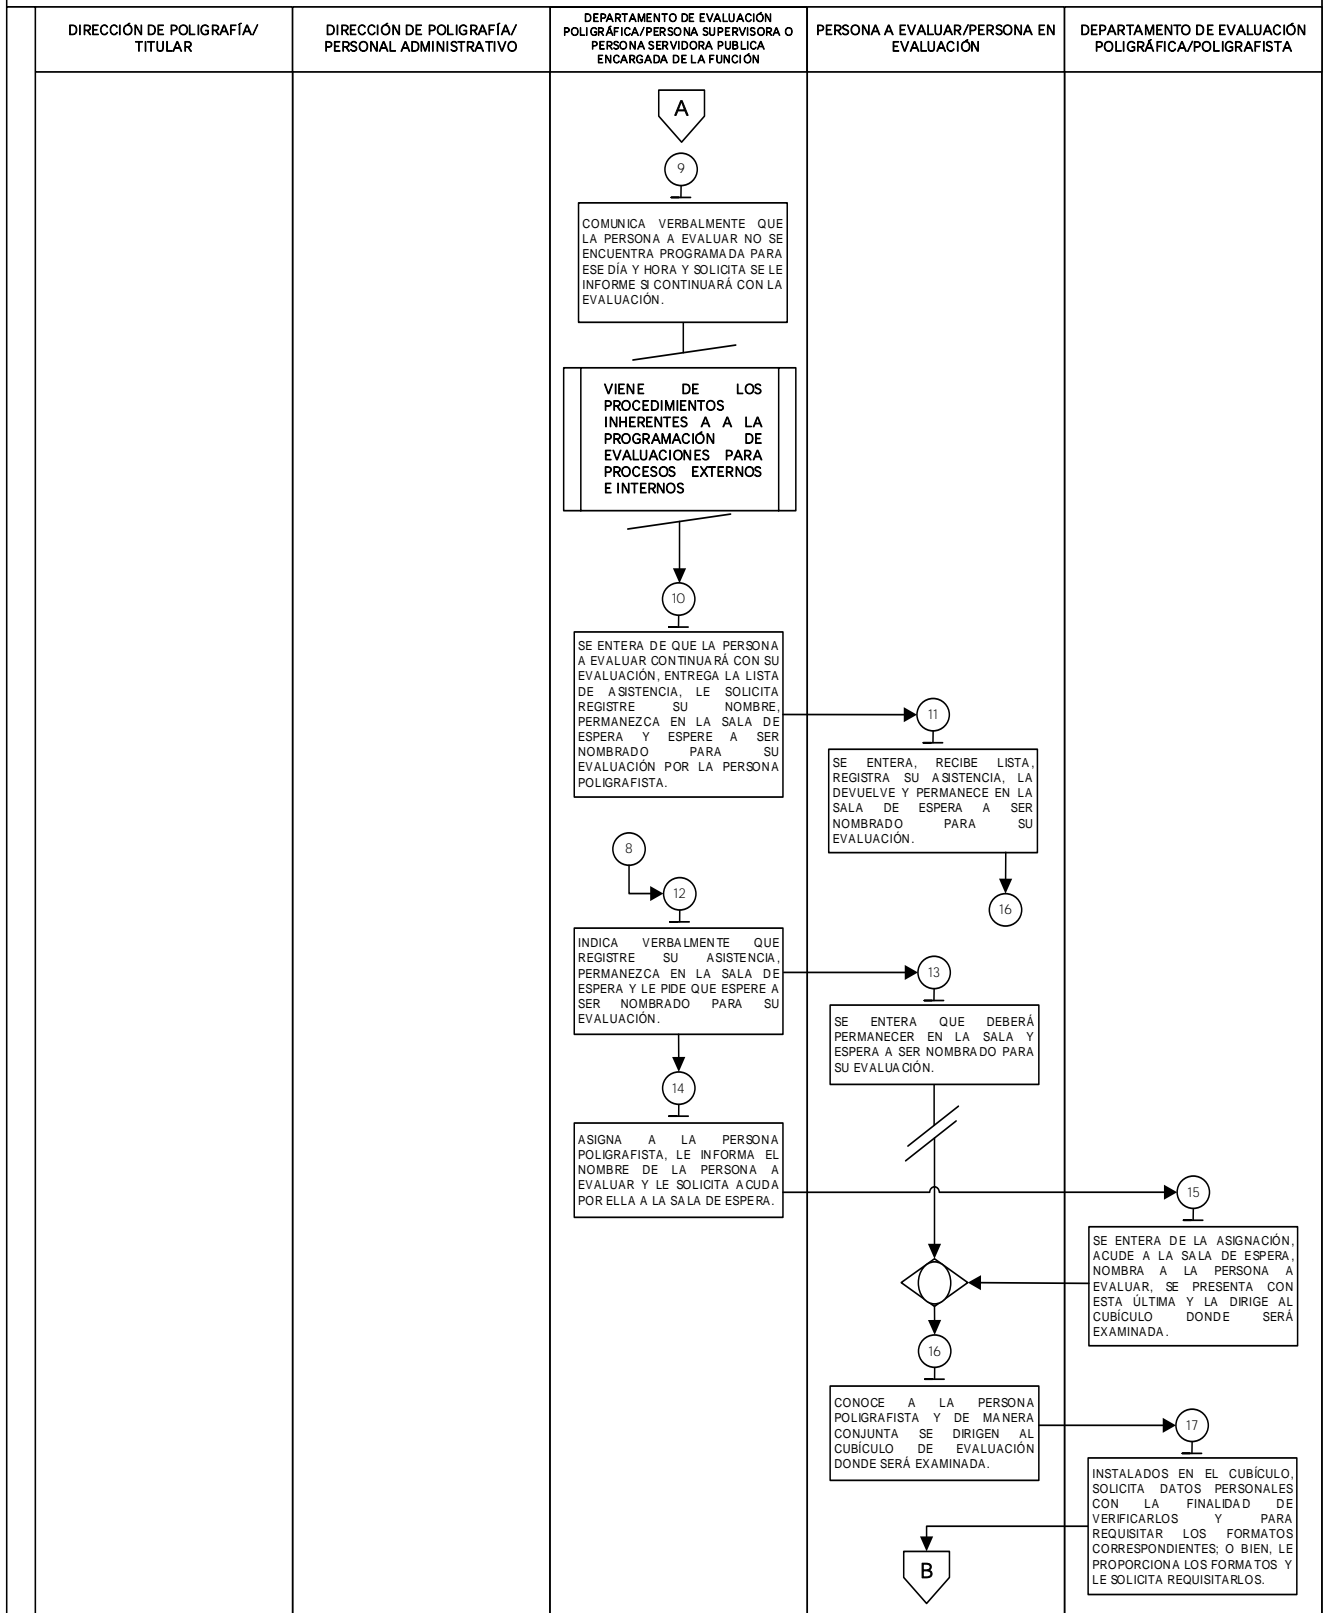 DIRECCIÓN DE POLIGRAFÍA/
TITULAR
DIRECCIÓN DE POLIGRAFÍA/
PERSONAL ADMINISTRATIVO
DEPARTAMENTO DE EVALUACIÓN
POLIGRÁFICA/PERSONA SUPERVISORA O
PERSONA SERVIDORA PUBLICA
ENCARGADA DE LA FUNCIÓN
PERSONA A EVALUAR/PERSONA EN
EVALUACIÓN
DEPARTAMENTO DE EVALUACIÓN
POLIGRÁFICA/POLIGRAFISTA
A
9
COMUNICA VERBALMENTE QUE
LA PERSONA A EVALUAR NO SE
ENCUENTRA PROGRAMADA PARA
ESE DÍA Y HORA Y SOLICITA SE LE
INFORME SI CONTINUARÁ CON LA
EVALUACIÓN.
VIENE DE LOS
PROCEDIMIENTOS
INHERENTES A A LA
PROGRAMACIÓN DE
EVALUACIONES PARA
PROCESOS EXTERNOS
E INTERNOS
10
SE ENTERA DE QUE LA PERSONA
A EVALUAR CONTINUARÁ CON SU
EVALUACIÓN, ENTREGA LA LISTA
DE ASISTENCIA, LE SOLICITA
REGISTRE SU NOMBRE,
PERMANEZCA EN LA SALA DE
ESPERA Y ESPERE A SER
NOMBRADO PARA SU
EVALUACIÓN POR LA PERSONA
POLIGRAFISTA.
11
SE ENTERA, RECIBE LISTA,
REGISTRA SU ASISTENCIA, LA
DEVUELVE Y PERMANECE EN LA
SALA DE ESPERA A SER
NOMBRADO PARA SU
EVALUACIÓN.
16
8
12
INDICA VERBALMENTE QUE
REGISTRE SU ASISTENCIA,
PERMANEZCA EN LA SALA DE
ESPERA Y LE PIDE QUE ESPERE A
SER NOMBRADO PARA SU
EVALUACIÓN.
13
SE ENTERA QUE DEBERÁ
PERMANECER EN LA SALA Y
ESPERA A SER NOMBRADO PARA
SU EVALUACIÓN.
14
ASIGNA A LA PERSONA
POLIGRAFISTA, LE INFORMA EL
NOMBRE DE LA PERSONA A
EVALUAR Y LE SOLICITA ACUDA
POR ELLA A LA SALA DE ESPERA.
15
SE ENTERA DE LA ASIGNACIÓN,
ACUDE A LA SALA DE ESPERA,
NOMBRA A LA PERSONA A
EVALUAR, SE PRESENTA CON
ESTA ÚLTIMA Y LA DIRIGE AL
CUBÍCULO DONDE SERÁ
EXAMINADA.
16
CONOCE A LA PERSONA
POLIGRAFISTA Y DE MANERA
CONJUNTA SE DIRIGEN AL
CUBÍCULO DE EVALUACIÓN
DONDE SERÁ EXAMINADA.
17
INSTALADOS EN EL CUBÍCULO,
SOLICITA DATOS PERSONALES
CON LA FINALIDAD DE
VERIFICARLOS Y PARA
REQUISITAR LOS FORMATOS
CORRESPONDIENTES; O BIEN, LE
PROPORCIONA LOS FORMATOS Y
LE SOLICITA REQUISITARLOS.
B